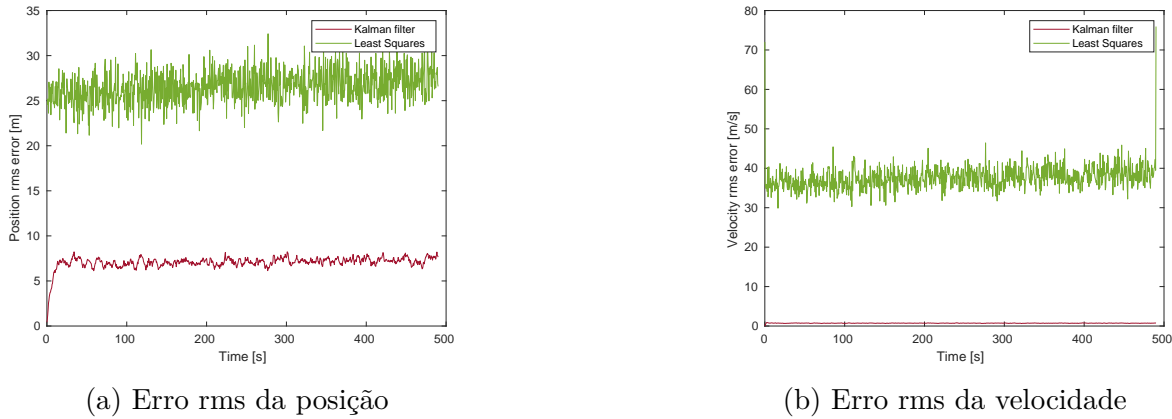 35
30
25
20
15
10
5
0
Position rms error [m]
Kalman filter
Least Squares
0
100
200
300
400
500
Time [s]
(a) Erro rms da posição
80
70
60
50
40
30
20
10
0
Velocity rms error [m/s]
Kalman filter
Least Squares
0
100
200
300
400
500
Time [s]
(b) Erro rms da velocidade